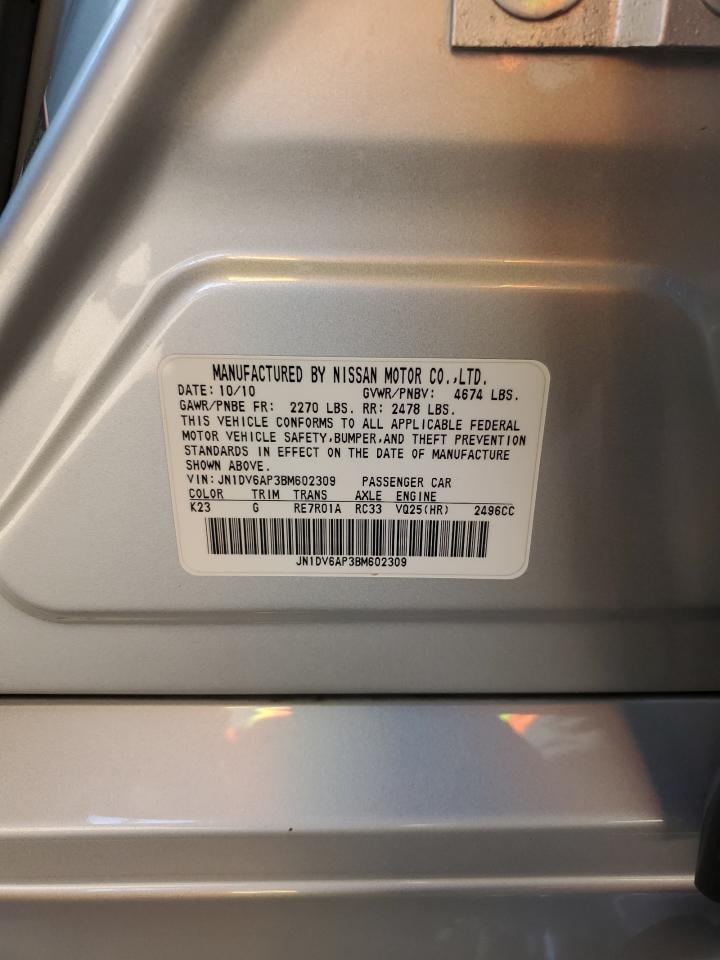 MANUFACTURED BY NISSAN MOTOR CO.,LTD.
DATE: 10/10 GVWR/PNBV: 4674 LBS.
GAWR/PNBE FR: 2270 LBS. RR: 2478 LBS.
THIS VEHICLE CONFORMS TO ALL APPLICABLE FEDERAL
MOTOR VEHICLE SAFETY,BUMPER,AND THEFT PREVENTION
STANDARDS IN EFFECT ON THE DATE OF MANUFACTURE
SHOWN ABOVE.
VIN: JN1DV6AP3BM602309 PASSENGER CAR
COLOR TRIM TRANS AXLE ENGINE
K23 G RE7R01A RC33 VQ25(HR) 2496CC
JN1DV6AP3BM602309